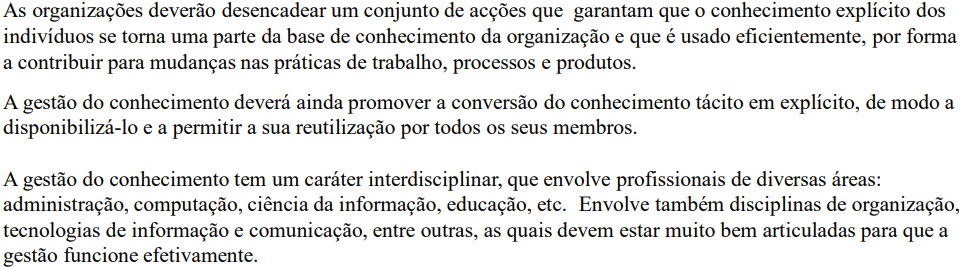 As organizações deverão desencadear um conjunto de acções que  garantam que o conhecimento explícito dos
indivíduos se torna uma parte da base de conhecimento da organização e que é usado eficientemente, por forma
a contribuir para mudanças nas práticas de trabalho, processos e produtos.
A gestão do conhecimento deverá ainda promover a conversão do conhecimento tácito em explícito, de modo a
disponibilizá-lo e a permitir a sua reutilização por todos os seus membros.
A gestão do conhecimento tem um caráter interdisciplinar, que envolve profissionais de diversas áreas:
administração, computação, ciência da informação, educação, etc.  Envolve também disciplinas de organização,
tecnologias de informação e comunicação, entre outras, as quais devem estar muito bem articuladas para que a
gestão funcione efetivamente.